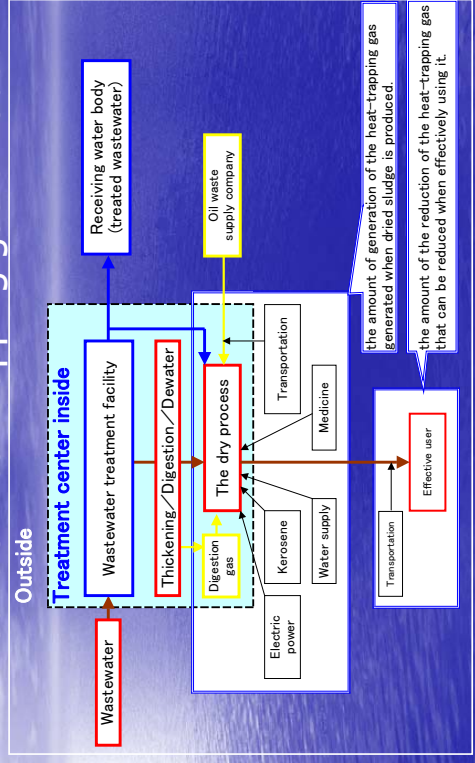 Outside
Treatment center inside
Wastewater
Wastewater treatment facility
Receiving water body
(treated wastewater)
Thickening／Digestion／Dewater
Digestion
gas
The dry process
Oil waste
supply company
Electric
power
Kerosene
Water supply
Medicine
Transportation
the amount of generation of the heat-trapping gas
generated when dried sludge is produced.
Transportation
Effective user
the amount of the reduction of the heat-trapping gas
that can be reduced when effectively using it.